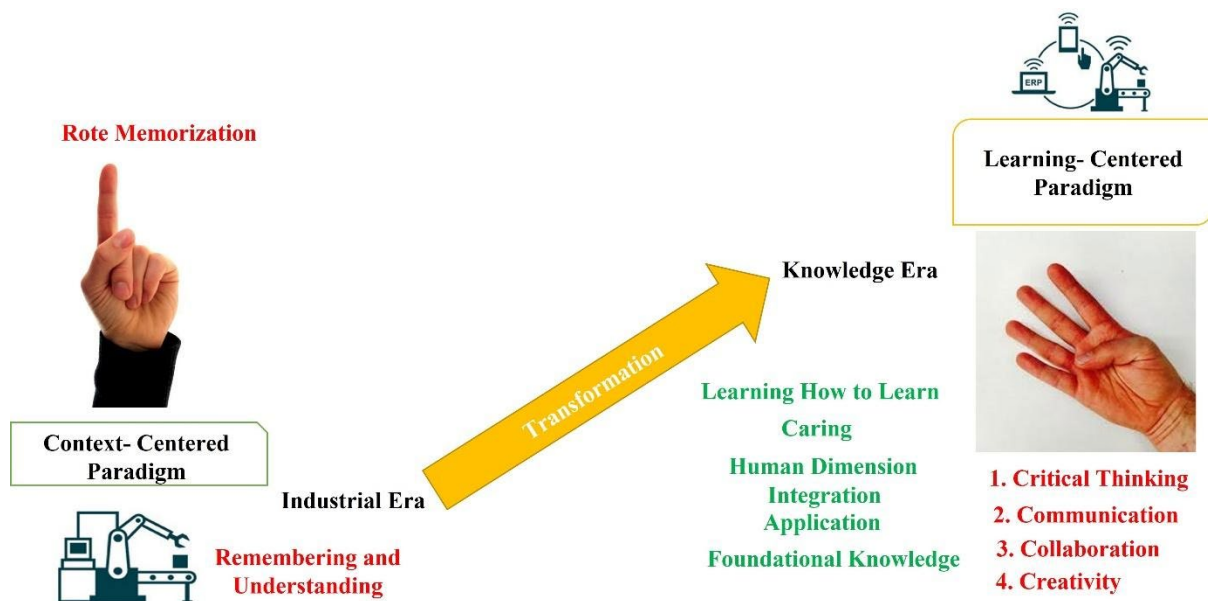 ERP
Rote Memorization
Learning- Centered
Paradigm
Knowledge Era
Transformation
Learning How to Learn
Caring
Context- Centered
Paradigm
Human Dimension
Industrial Era
Integration
Application
Remembering and
Understanding
Foundational Knowledge
1. Critical Thinking
2. Communication
3. Collaboration
4. Creativity